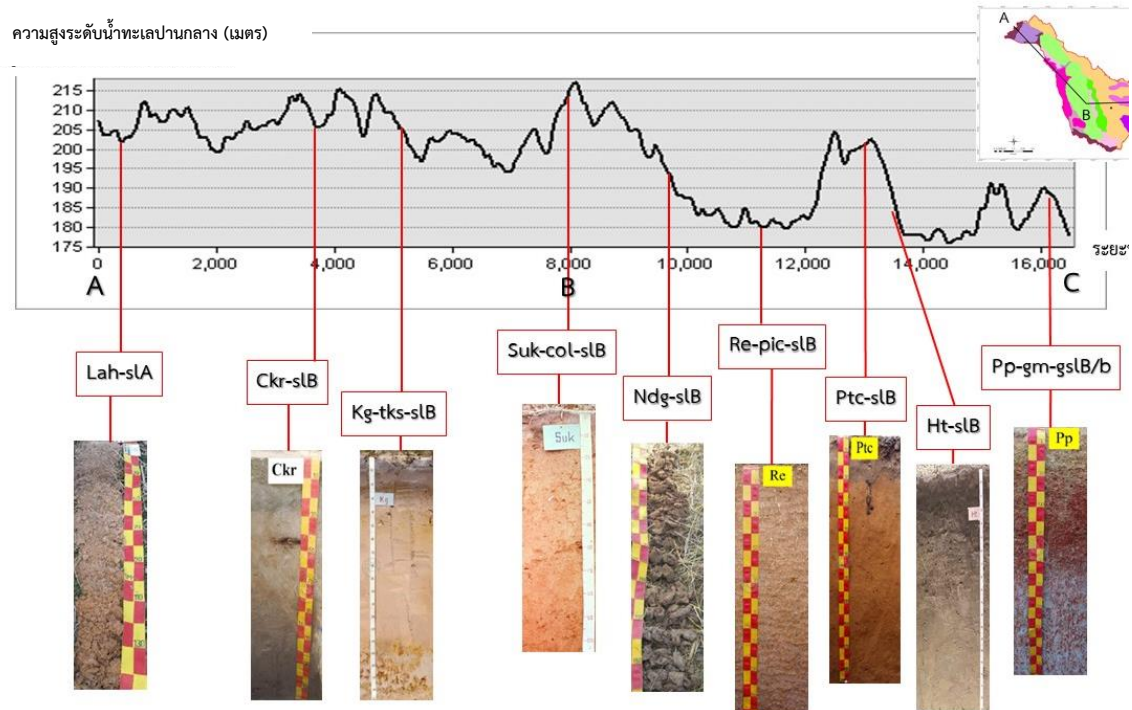 ความสูงระดับน้ำทะเลปานกลาง (เมตร)
A
B
215
210
205
200
195
190
185
180
175
0
2,000
4,000
6,000
8,000
10,000
12,000
14,000
16,000
A
B
C
Lah-slA
Ckr-slB
Kg-tks-slB
Suk-col-slB
Ndg-slB
Re-pic-slB
Ptc-slB
Ht-slB
Pp-gm-gslB/b
Ckr
Kg
Suk
Re
Ptc
Ht
Pp